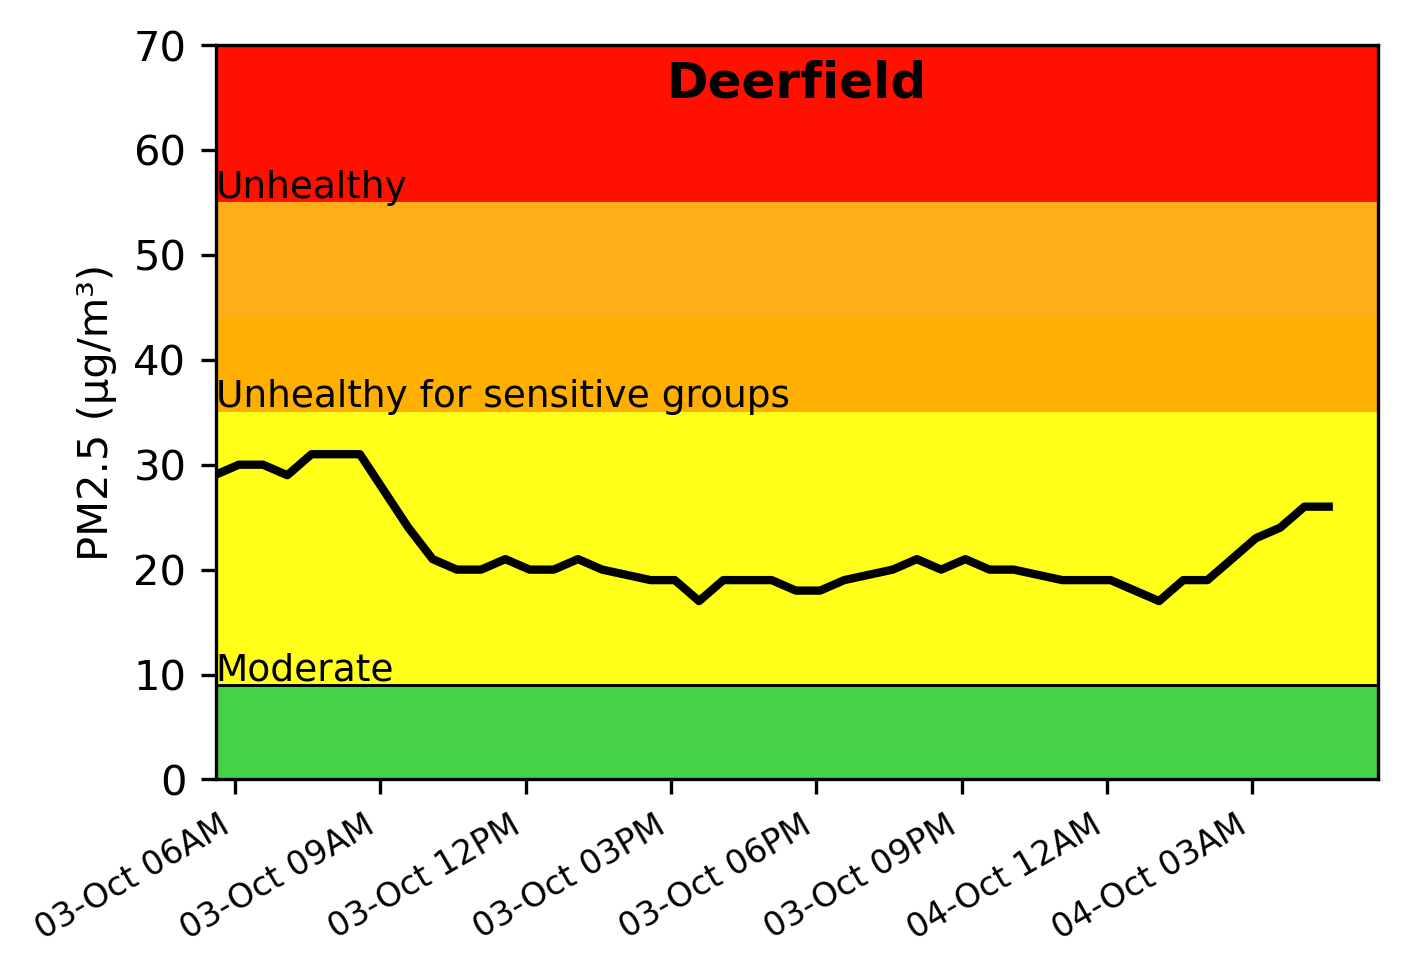 Deerfield
70
60
50
40
30
20
10
0
PM2.5 (µg/m³)
Unhealthy
Unhealthy for sensitive groups
Moderate
03-Oct 06AM
03-Oct 09AM
03-Oct 12PM
03-Oct 03PM
03-Oct 06PM
03-Oct 09PM
04-Oct 12AM
04-Oct 03AM